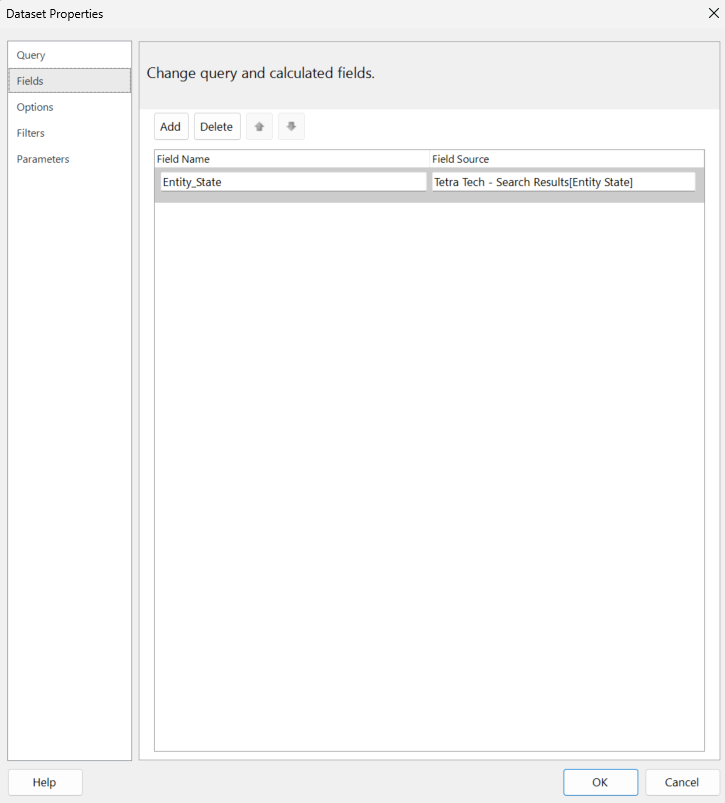 Dataset Properties
Query
Fields
Options
Filters
Parameters
Change query and calculated fields.
Add Delete
Field Name Field Source
Entity_State Tetra Tech - Search Results[Entity State]
Help OK Cancel